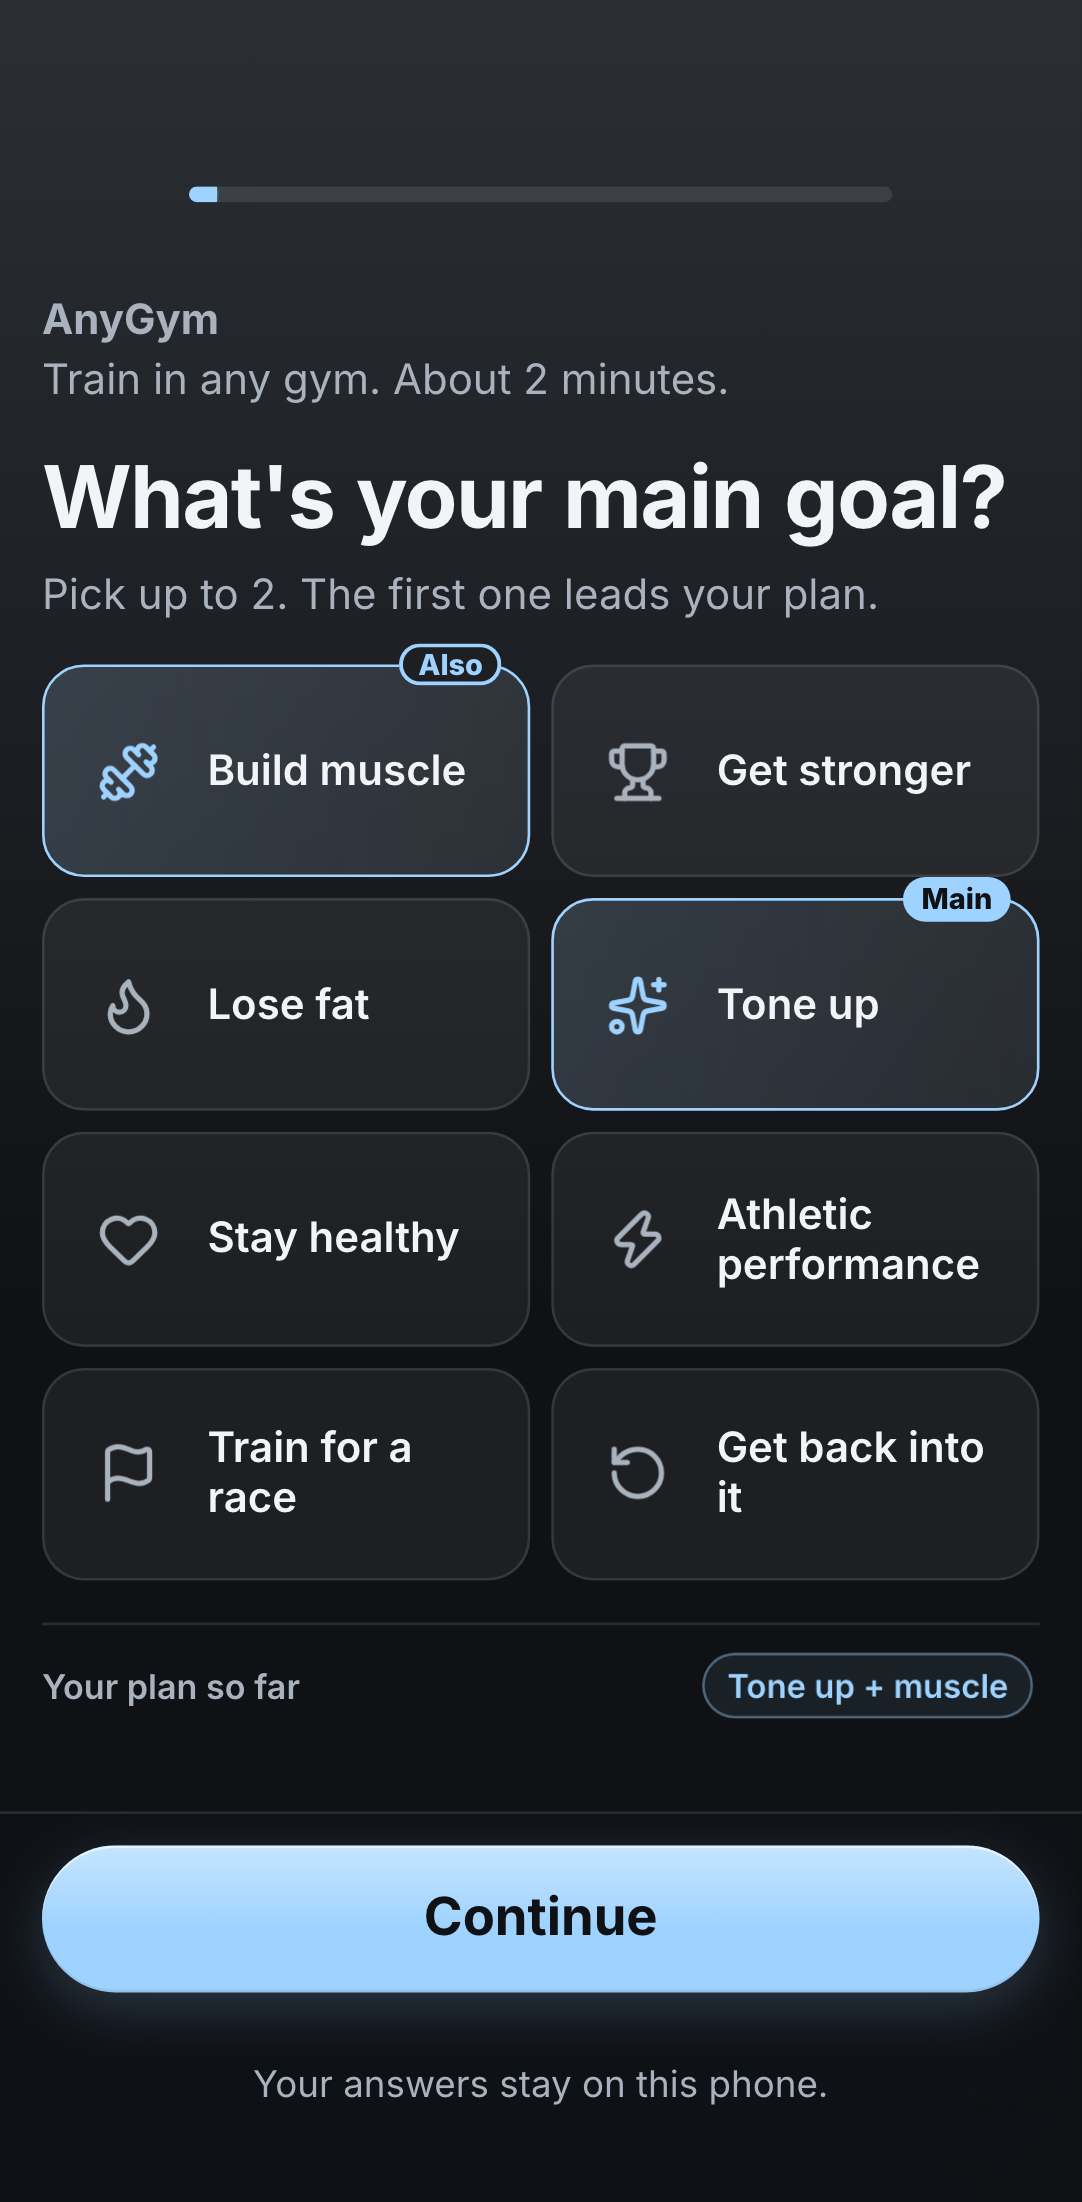 AnyGym
Train in any gym. About 2 minutes.
What's your main goal?
Pick up to 2. The first one leads your plan.
Also
Build muscle
Get stronger
Main
Lose fat
Tone up
Stay healthy
Athletic
performance
Train for a
race
Get back into
it
Your plan so far
Tone up + muscle
Continue
Your answers stay on this phone.